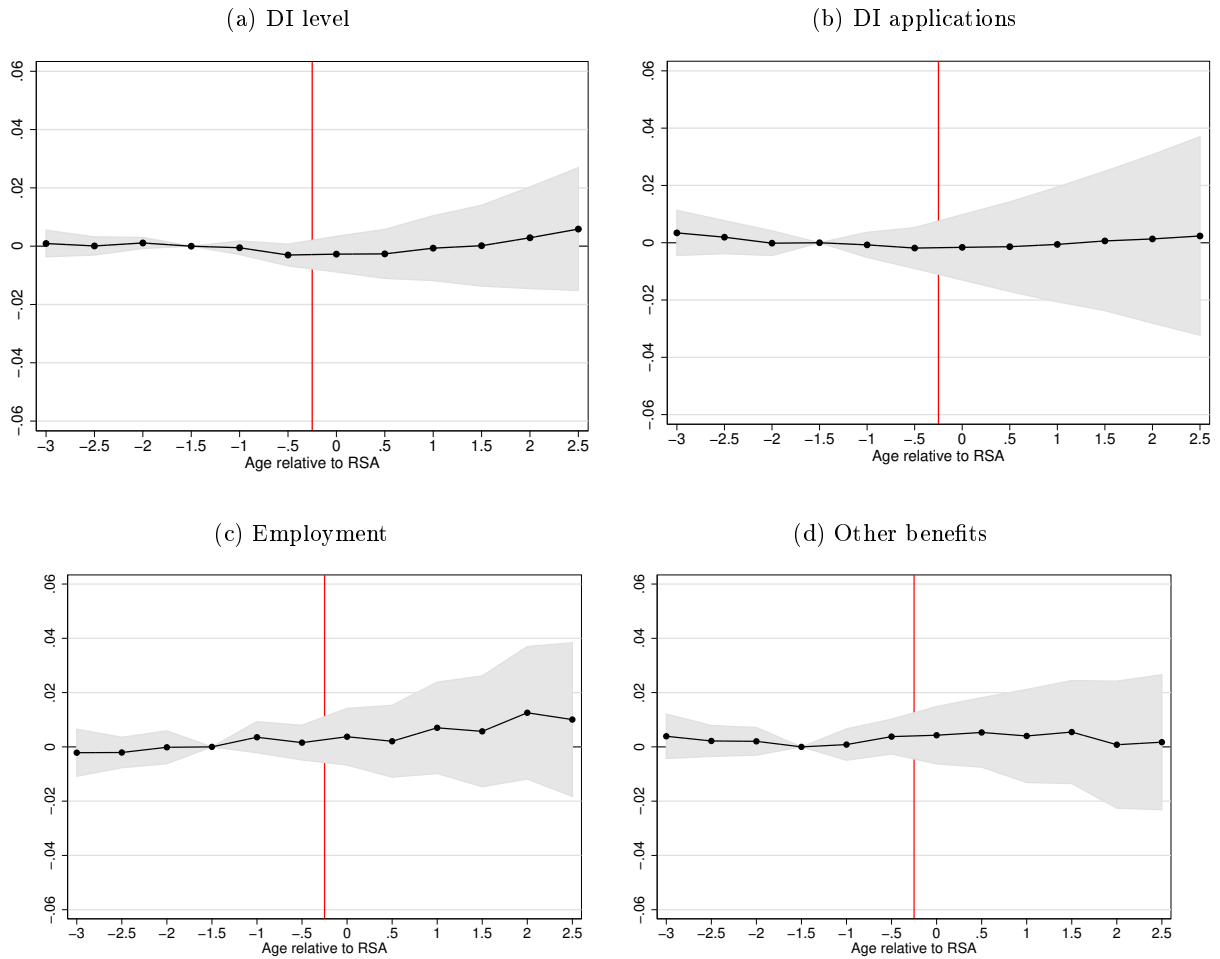 (a) DI level
.06
.04
.02
0
−.02
−.04
−.06
−3 −2.5 −2 −1.5 −1 −.5 0 .5 1 1.5 2 2.5
Age relative to RSA
(b) DI applications
.06
.04
.02
0
−.02
−.04
−.06
−3 −2.5 −2 −1.5 −1 −.5 0 .5 1 1.5 2 2.5
Age relative to RSA
(c) Employment
.06
.04
.02
0
−.02
−.04
−.06
−3 −2.5 −2 −1.5 −1 −.5 0 .5 1 1.5 2 2.5
Age relative to RSA
(d) Other benefits
.06
.04
.02
0
−.02
−.04
−.06
−3 −2.5 −2 −1.5 −1 −.5 0 .5 1 1.5 2 2.5
Age relative to RSA